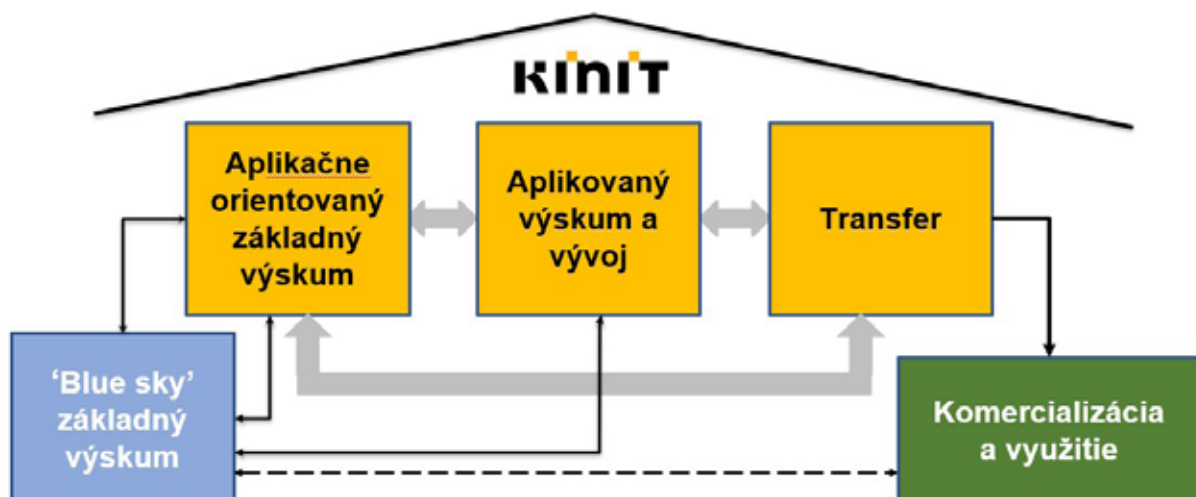 KINIT
Aplikačne
orientovaný
základný
výskum
Aplikovaný
výskum a
vývoj
Transfer
‘Blue sky’
základný
výskum
Komercializácia
a využitie